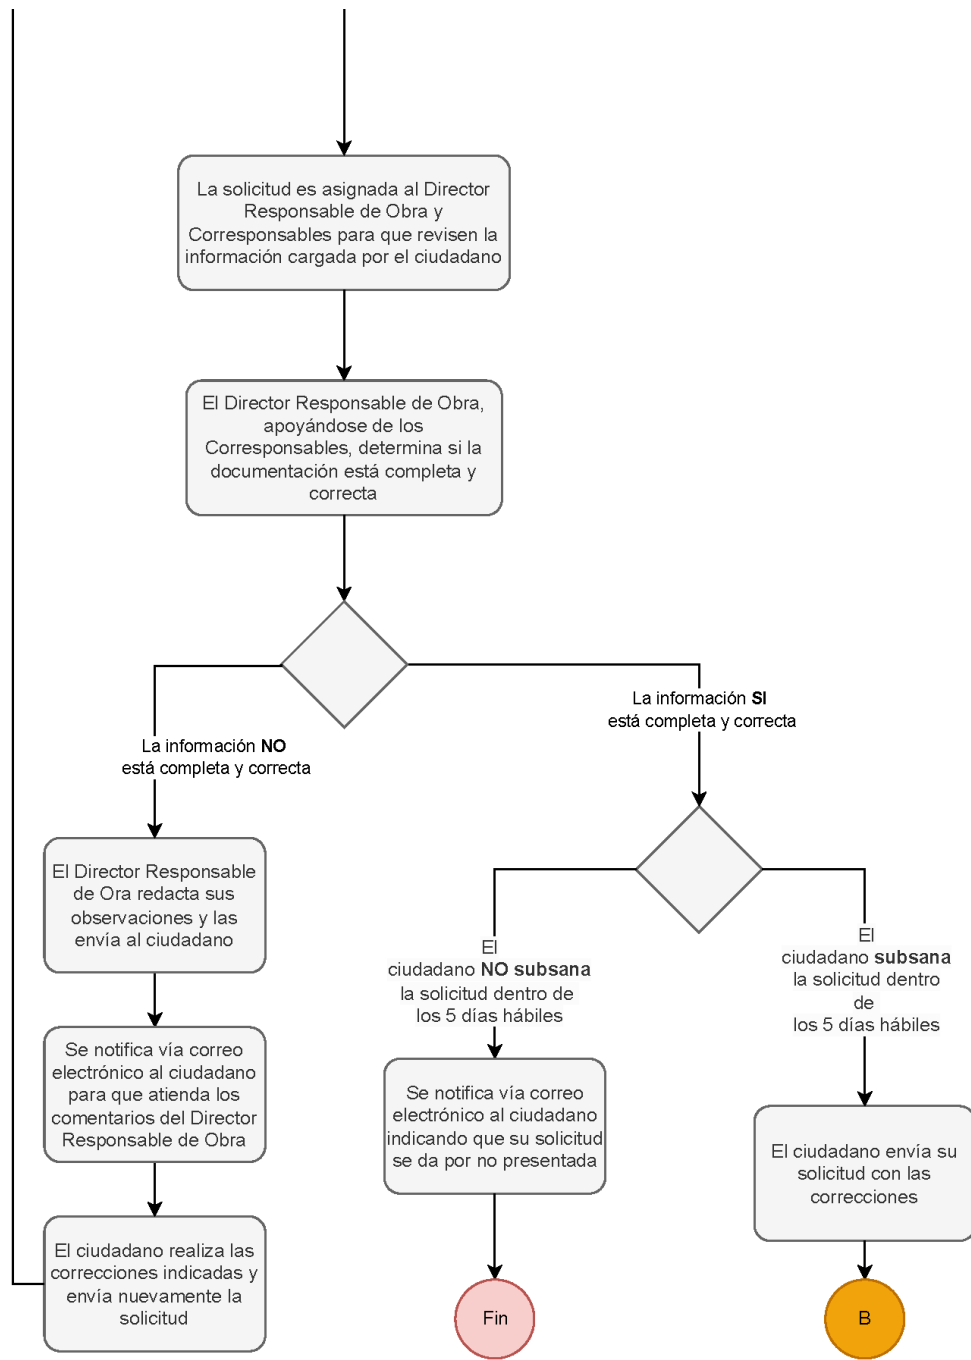 La solicitud es asignada al Director
Responsable de Obra y
Corresponsables para que revisen la
información cargada por el ciudadano
El Director Responsable de Obra,
apoyándose de los
Corresponsables, determina si la
documentación está completa y
correcta
La información SI
está completa y correcta
La información NO
está completa y correcta
El Director Responsable
de Ora redacta sus
observaciones y las
envía al ciudadano
El
ciudadano NO subsana
la solicitud dentro de
los 5 días hábiles
El
ciudadano subsana
la solicitud dentro
de
los 5 días hábiles
Se notifica vía correo
electrónico al ciudadano
para que atienda los
comentarios del Director
Responsable de Obra
Se notifica vía correo
electrónico al ciudadano
indicando que su solicitud
se da por no presentada
El ciudadano envía su
solicitud con las
correcciones
El ciudadano realiza las
correcciones indicadas y
envía nuevamente la
solicitud
Fin
B